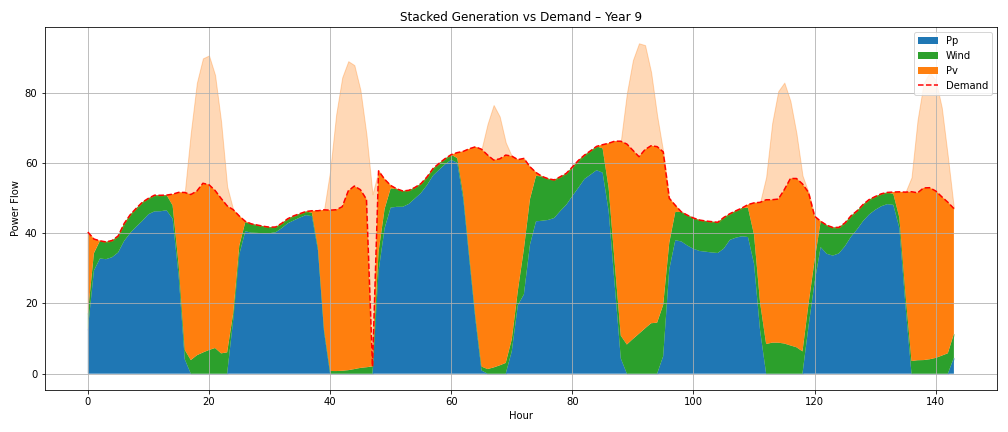 Stacked Generation vs Demand – Year 9
Pp
Wind
Pv
Demand
Power Flow
80
60
40
20
0
0 20 40 60 80 100 120 140
Hour